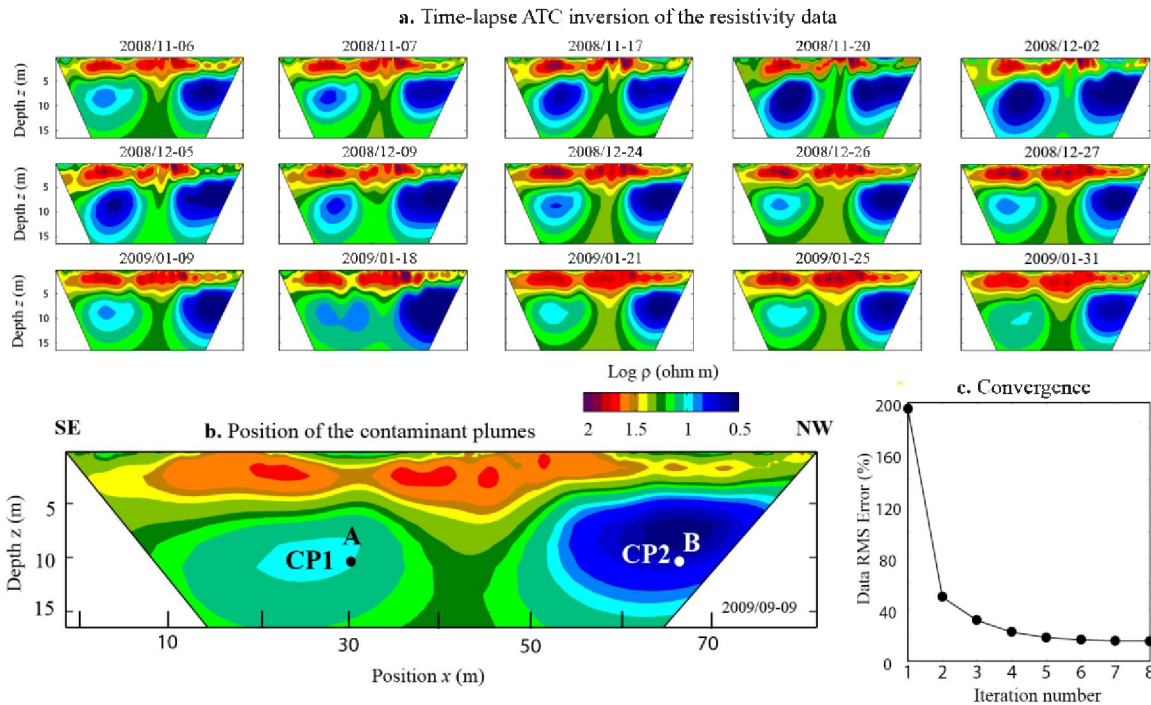 a. Time-lapse ATC inversion of the resistivity data
2008/11-06 2008/11-07 2008/11-17 2008/11-20 2008/12-02
Depth z (m)
5
10
15
2008/12-05 2008/12-09 2008/12-24 2008/12-26 2008/12-27
Depth z (m)
5
10
15
2009/01-09 2009/01-18 2009/01-21 2009/01-25 2009/01-31
Depth z (m)
5
10
15
Log ρ (ohm m)
2 1.5 1 0.5
SE
b. Position of the contaminant plumes
NW
Depth z (m)
5
10
15
A
CP1
B
CP2
2009/09-09
10 30 50 70
Position x (m)
c. Convergence
Data RMS Error (%)
200
160
120
80
40
0
1 2 3 4 5 6 7 8
Iteration number